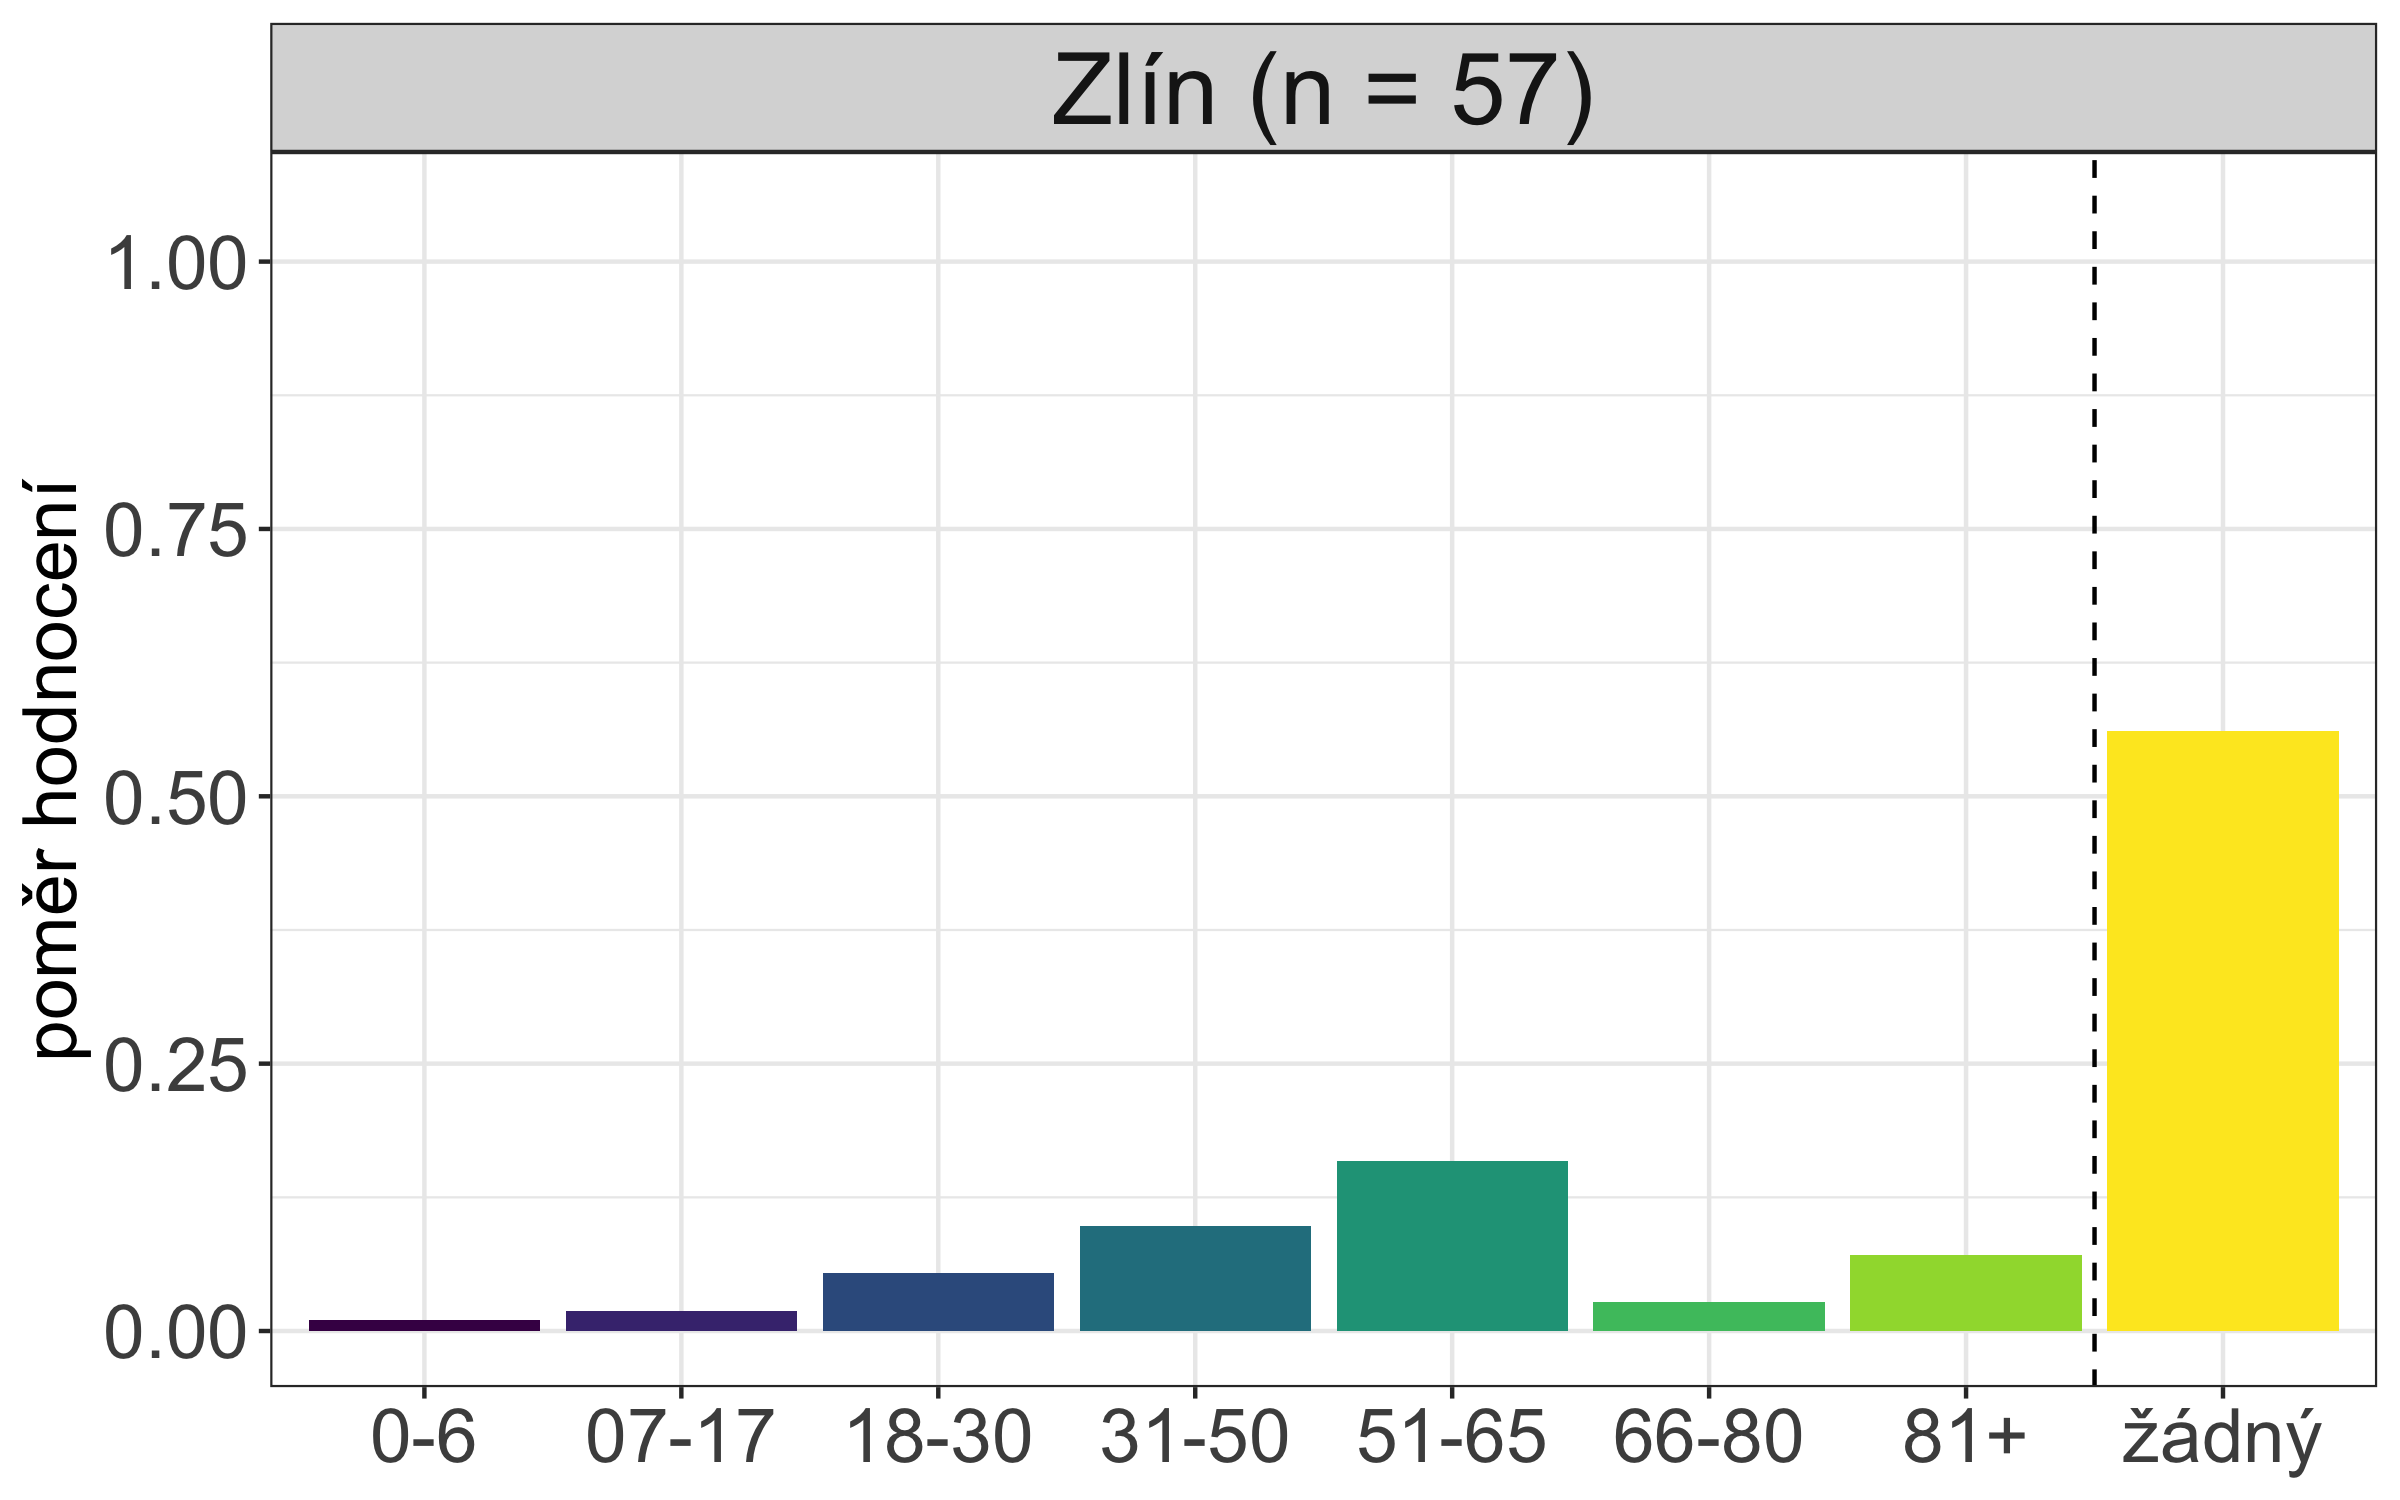 Zlín (n = 57)
poměr hodnocení
1.00
0.75
0.50
0.25
0.00
0-6 07-17 18-30 31-50 51-65 66-80 81+ žádný